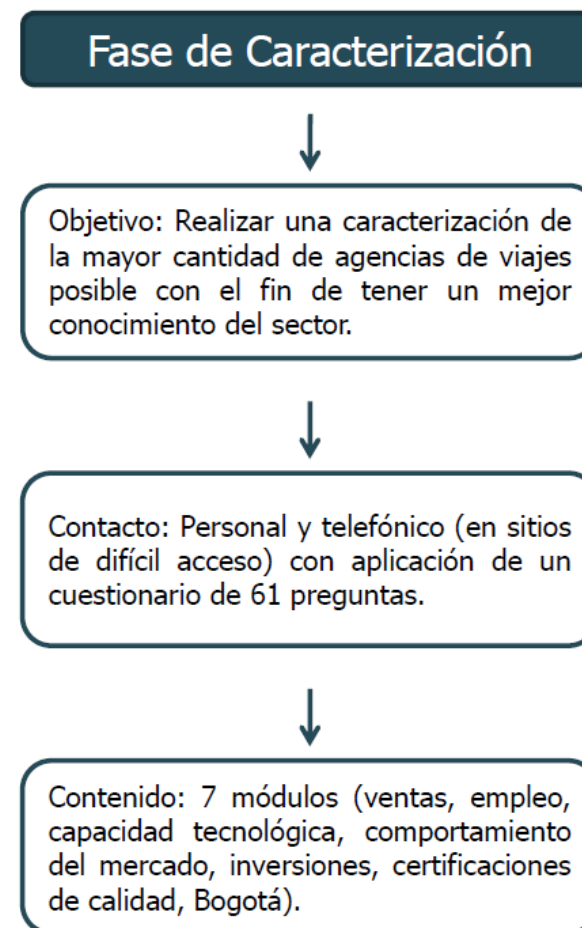 Fase de Caracterización
Objetivo: Realizar una caracterización de
la mayor cantidad de agencias de viajes
posible con el fin de tener un mejor
conocimiento del sector.
Contacto: Personal y telefónico (en sitios
de difícil acceso) con aplicación de un
cuestionario de 61 preguntas.
Contenido: 7 módulos (ventas, empleo,
capacidad tecnológica, comportamiento
del mercado, inversiones, certificaciones
de calidad, Bogotá).